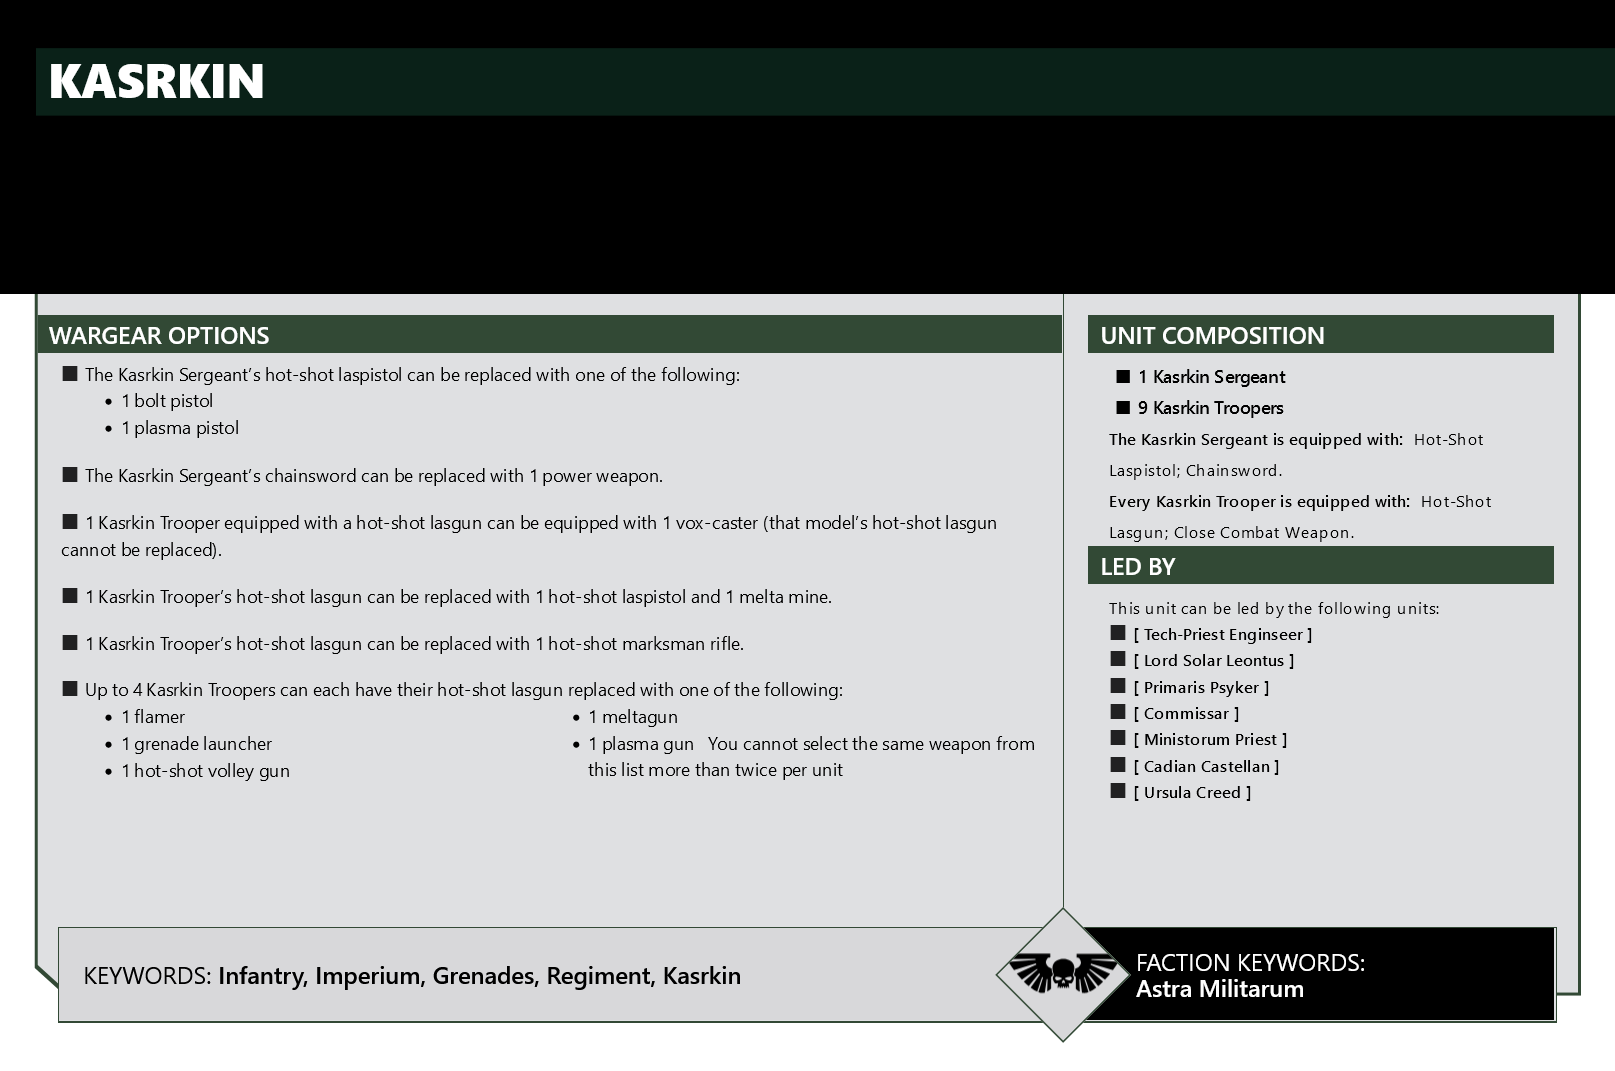 KASRKIN
WARGEAR OPTIONS
■ The Kasrkin Sergeant's hot-shot laspistol can be replaced with one of the following:
• 1 bolt pistol
• 1 plasma pistol
■ The Kasrkin Sergeant's chainsword can be replaced with 1 power weapon.
■ 1 Kasrkin Trooper equipped with a hot-shot lasgun can be equipped with 1 vox-caster (that model's hot-shot lasgun
cannot be replaced).
■ 1 Kasrkin Trooper's hot-shot lasgun can be replaced with 1 hot-shot laspistol and 1 melta mine.
■ 1 Kasrkin Trooper's hot-shot lasgun can be replaced with 1 hot-shot marksman rifle.
■ Up to 4 Kasrkin Troopers can each have their hot-shot lasgun replaced with one of the following:
• 1 flamer
• 1 grenade launcher
• 1 hot-shot volley gun
• 1 meltagun
• 1 plasma gun You cannot select the same weapon from
this list more than twice per unit
UNIT COMPOSITION
■ 1 Kasrkin Sergeant
■ 9 Kasrkin Troopers
The Kasrkin Sergeant is equipped with: Hot-Shot
Laspistol; Chainsword.
Every Kasrkin Trooper is equipped with: Hot-Shot
Lasgun; Close Combat Weapon.
LED BY
This unit can be led by the following units:
■ [ Tech-Priest Enginseer ]
■ [ Lord Solar Leontus ]
■ [ Primaris Psyker ]
■ [ Commissar ]
■ [ Ministorum Priest ]
■ [ Cadian Castellan ]
■ [ Ursula Creed ]
KEYWORDS: Infantry, Imperium, Grenades, Regiment, Kasrkin
FACTION KEYWORDS:
Astra Militarum